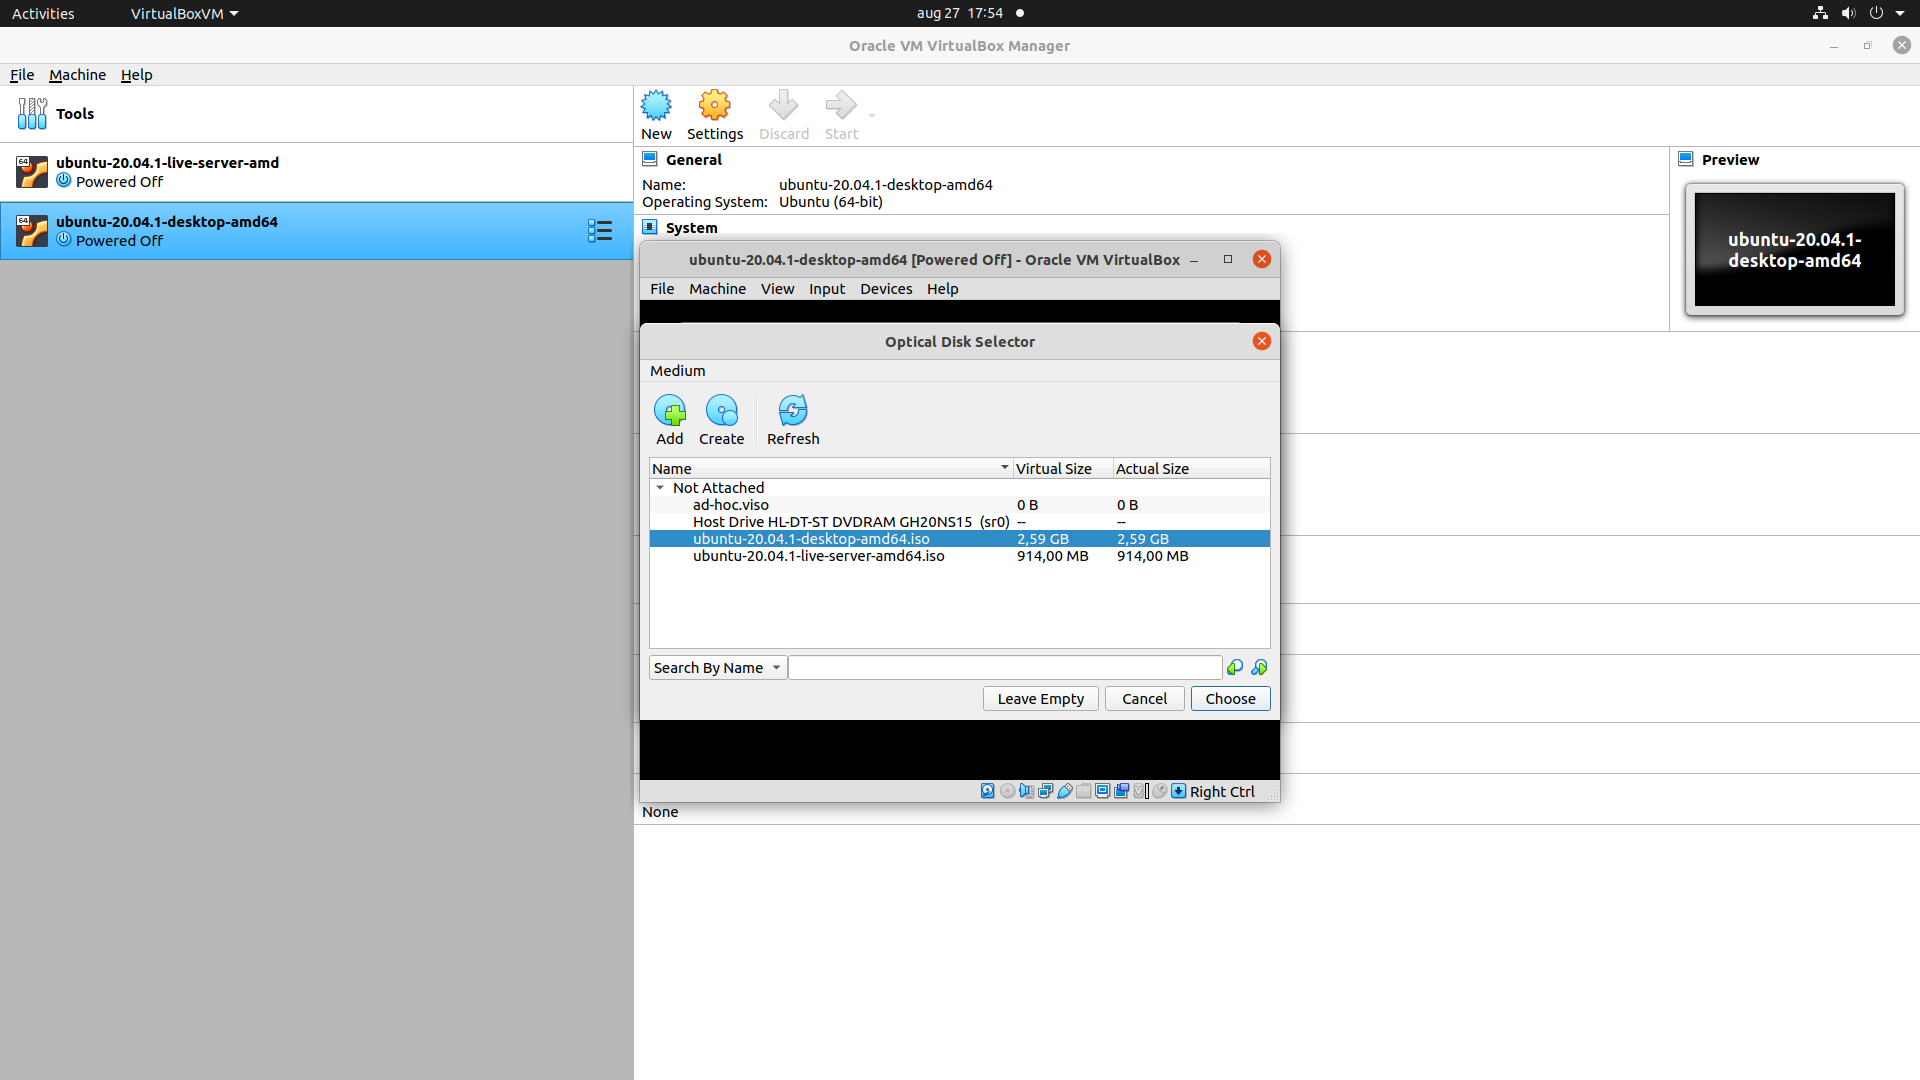 Activities VirtualBoxVM aug 27 17:54
Oracle VM VirtualBox Manager
File Machine Help
Tools
New Settings Discard Start
64 ubuntu-20.04.1-live-server-amd
Powered Off
64 ubuntu-20.04.1-desktop-amd64
Powered Off
General
Name: ubuntu-20.04.1-desktop-amd64
Operating System: Ubuntu (64-bit)
System
Preview
ubuntu-20.04.1-
desktop-amd64
ubuntu-20.04.1-desktop-amd64 [Powered Off] - Oracle VM VirtualBox
File Machine View Input Devices Help
Optical Disk Selector
Medium
Add Create Refresh
Name Virtual Size Actual Size
Not Attached
ad-hoc.viso 0 B 0 B
Host Drive HL-DT-ST DVDRAM GH20NS15 (sr0) -- --
ubuntu-20.04.1-desktop-amd64.iso 2,59 GB 2,59 GB
ubuntu-20.04.1-live-server-amd64.iso 914,00 MB 914,00 MB
Search By Name
Leave Empty Cancel Choose
Right Ctrl
None